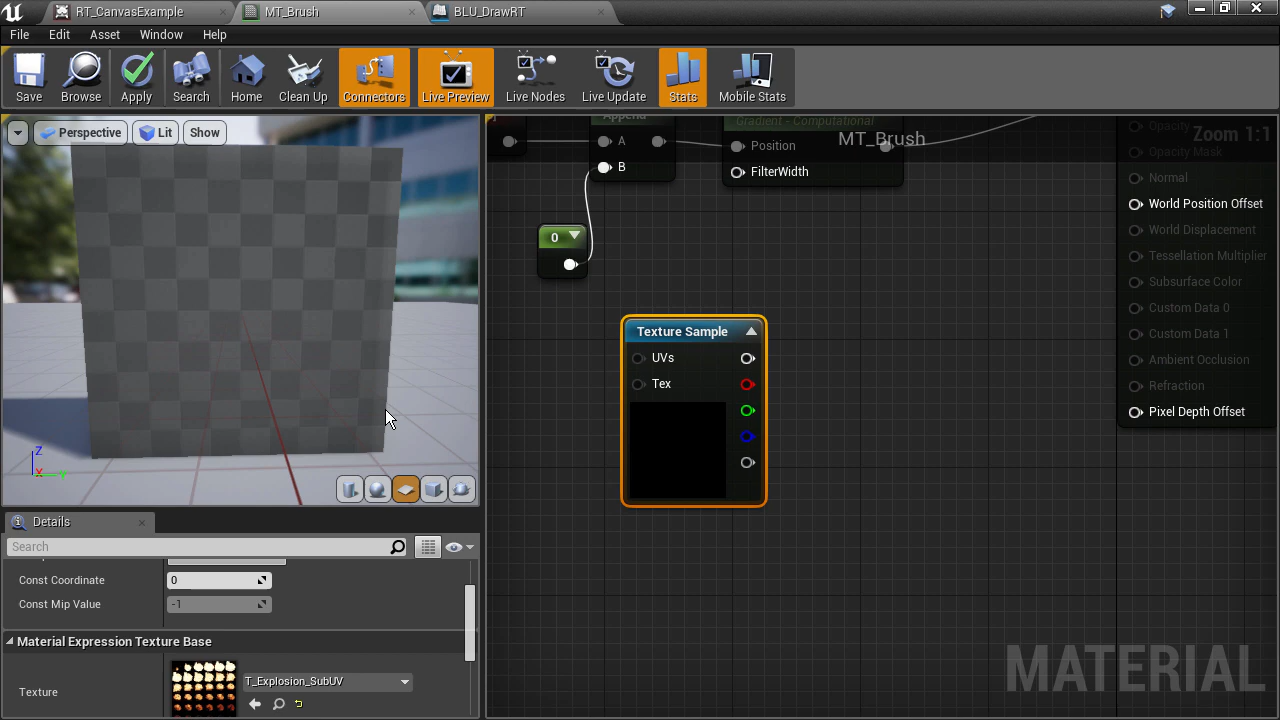 RT_CanvasExample
MT_Brush
BLU_DrawRT
File
Edit
Asset
Window
Help
Save
Browse
Apply
Search
Home
Clean Up
Connectors
Live Preview
Live Nodes
Live Update
Stats
Mobile Stats
Perspective
Lit
Show
Z
X
Y
Append
A
B
Gradient - Computational
Position
FilterWidth
MT_Brush
Zoom 1:1
0
Texture Sample
UVs
Tex
Opacity
Opacity Mask
Normal
World Position Offset
World Displacement
Tessellation Multiplier
Subsurface Color
Custom Data 0
Custom Data 1
Ambient Occlusion
Refraction
Pixel Depth Offset
MATERIAL
Details
Search
Const Coordinate
0
Const Mip Value
-1
Material Expression Texture Base
Texture
T_Explosion_SubUV